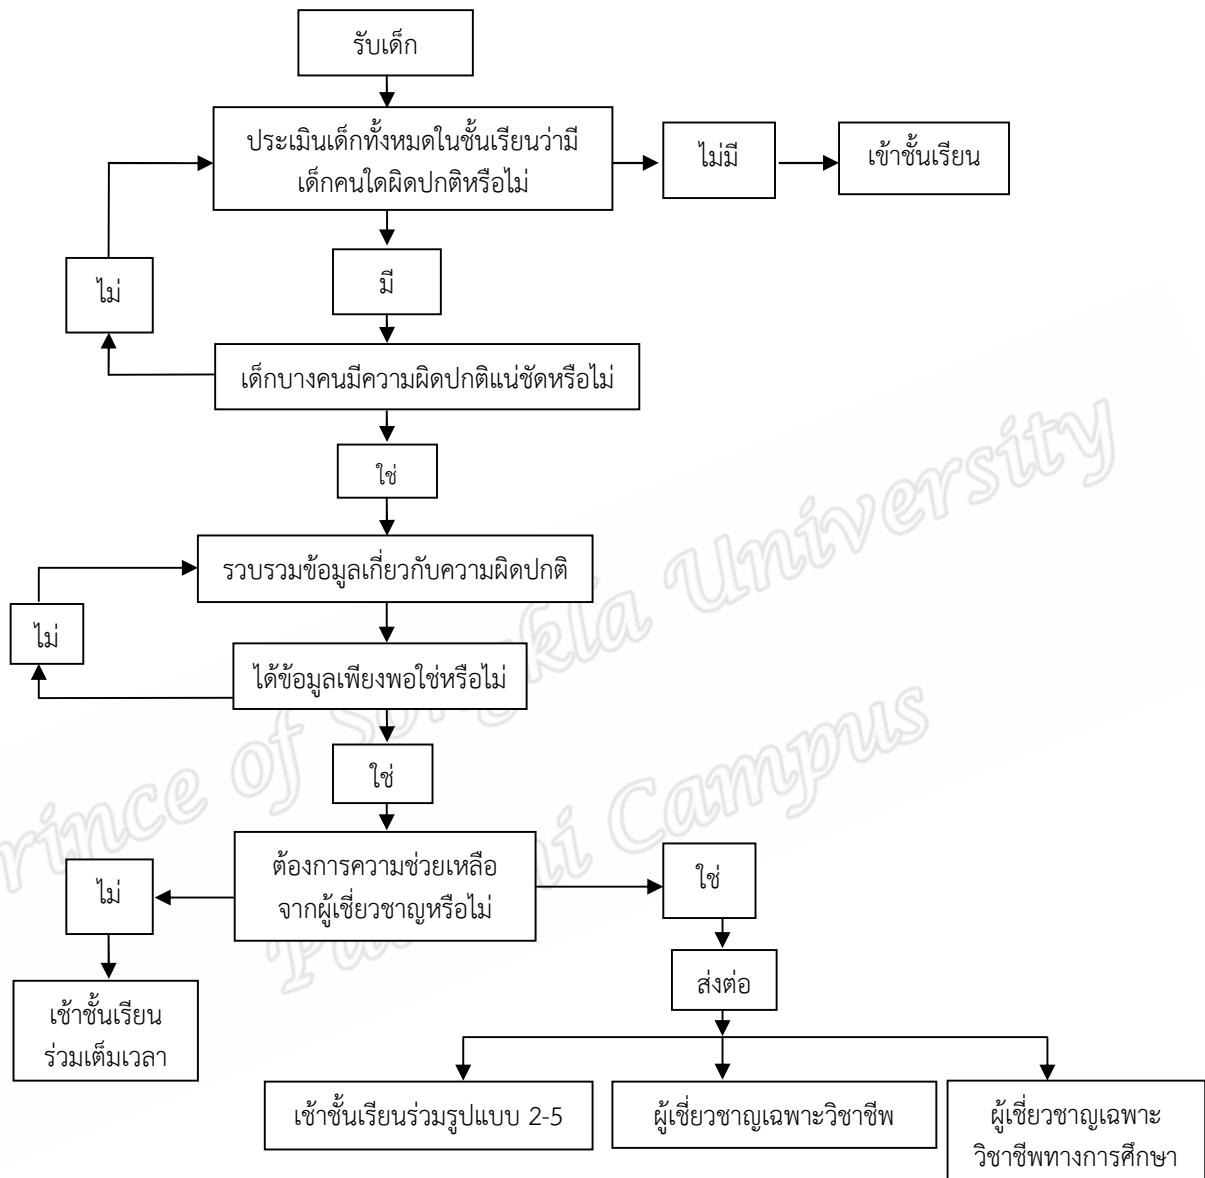 รับเด็ก
ประเมินเด็กทั้งหมดในชั้นเรียนว่ามี
เด็กคนใดผิดปกติหรือไม่
ไม่มี
เข้าชั้นเรียน
มี
ไม่
เด็กบางคนมีความผิดปกติแน่ชัดหรือไม่
ใช่
รวบรวมข้อมูลเกี่ยวกับความผิดปกติ
ไม่
ได้ข้อมูลเพียงพอใช่หรือไม่
ใช่
ต้องการความช่วยเหลือ
จากผู้เชี่ยวชาญหรือไม่
ไม่
ใช่
ส่งต่อ
เช้าชั้นเรียน
ร่วมเต็มเวลา
เช้าชั้นเรียนร่วมรูปแบบ 2-5
ผู้เชี่ยวชาญเฉพาะวิชาชีพ
ผู้เชี่ยวชาญเฉพาะ
วิชาชีพทางการศึกษา
Prince of Songkla University
Pattani Campus